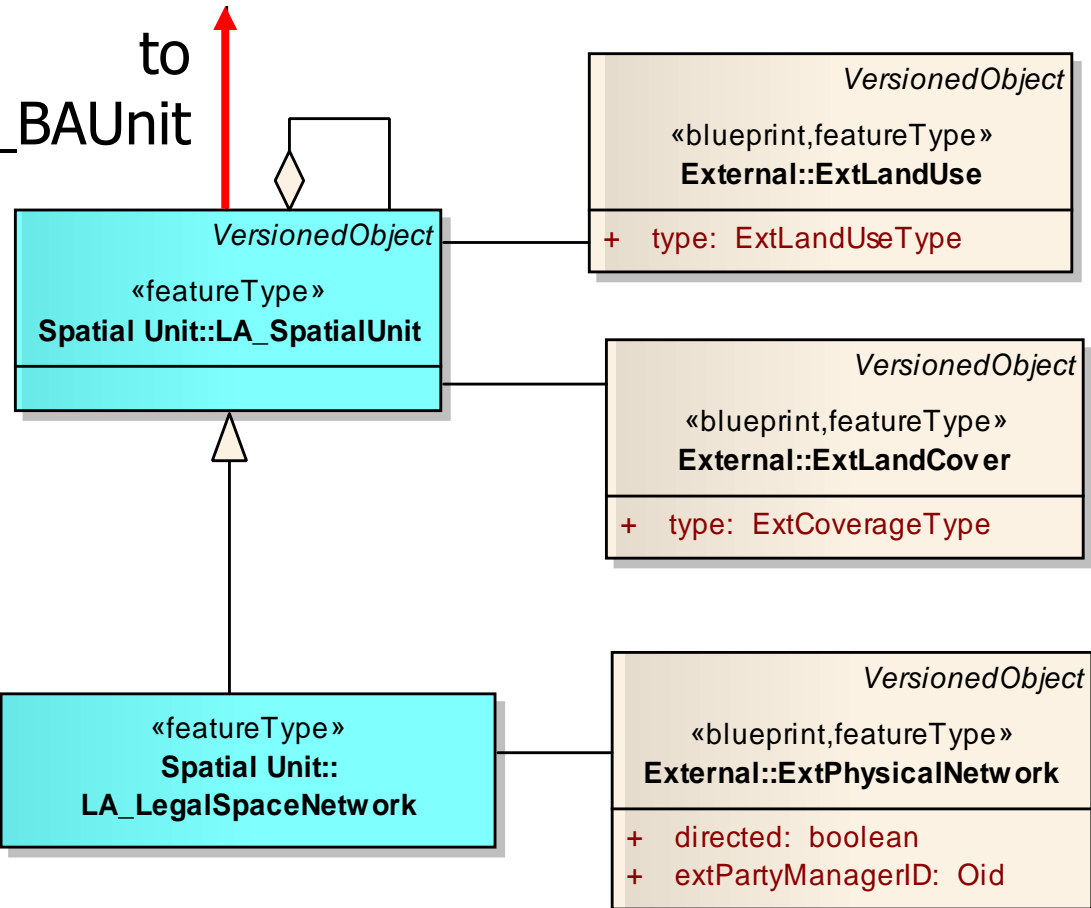 to
_BAUnit
VersionedObject
«featureType»
Spatial Unit::LA_SpatialUnit
VersionedObject
«blueprint,featureType»
External::ExtLandUse
+ type: ExtLandUseType
VersionedObject
«blueprint,featureType»
External::ExtLandCover
+ type: ExtCoverageType
«featureType»
Spatial Unit::
LA_LegalSpaceNetwork
VersionedObject
«blueprint,featureType»
External::ExtPhysicalNetwork
+ directed: boolean
+ extPartyManagerID: Oid